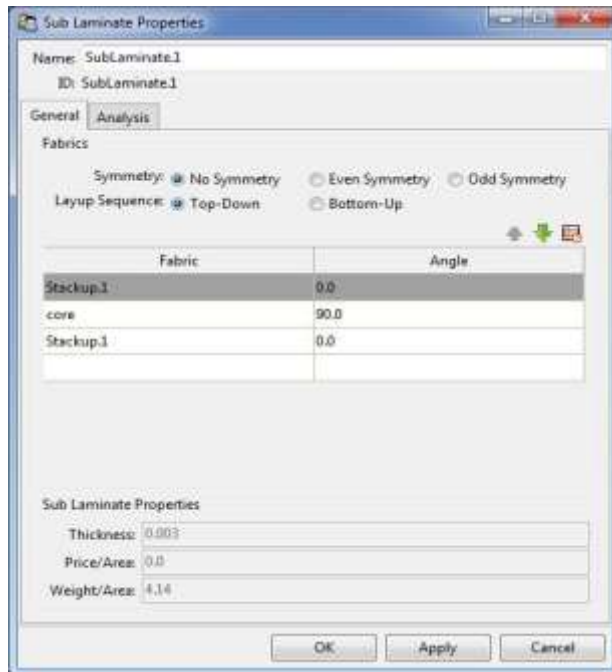 Sub Laminate Properties
Name: SubLaminate.1
ID: SubLaminate.1
General Analysis
Fabrics
Symmetry: No Symmetry Even Symmetry Odd Symmetry
Layup Sequence: Top-Down Bottom-Up
Fabric Angle
Stackup.1 0.0
core 90.0
Stackup.1 0.0
Sub Laminate Properties
Thickness: 0.003
Price/Area: 0.0
Weight/Area: 4.14
OK Apply Cancel